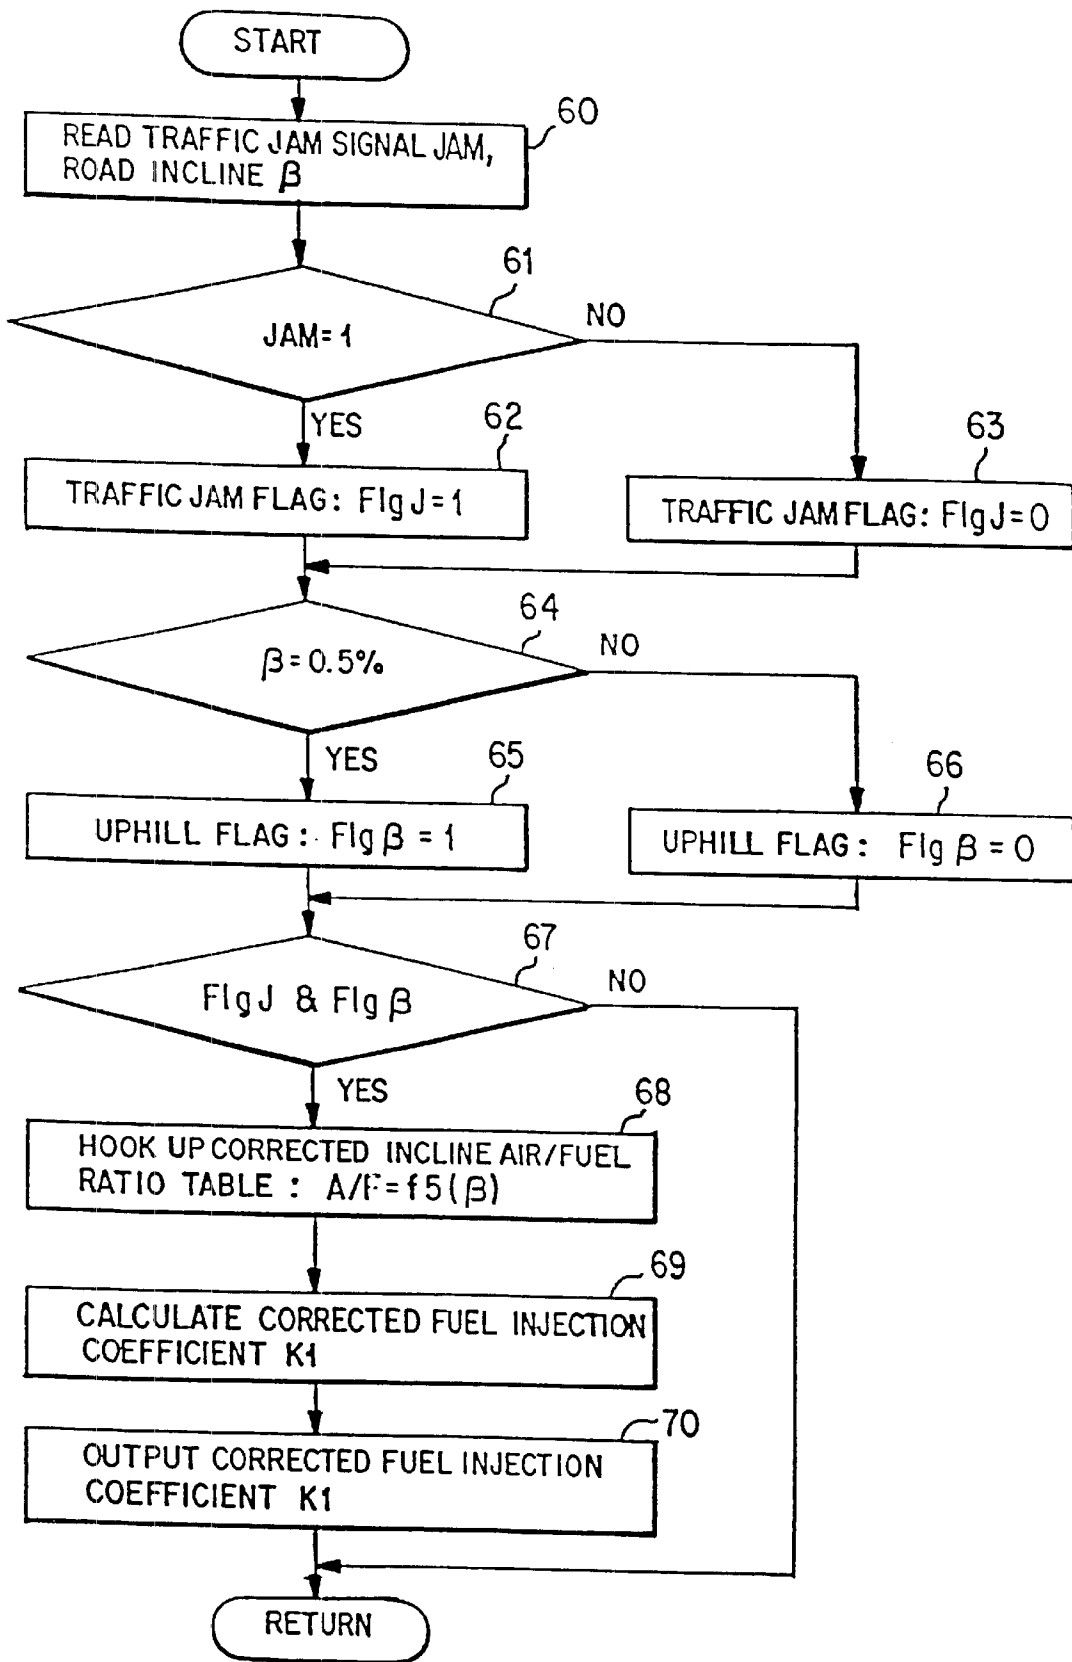 START
60
READ TRAFFIC JAM SIGNAL JAM,
ROAD INCLINE β
61
JAM=1
NO
YES
62
63
TRAFFIC JAM FLAG: FlgJ=1
TRAFFIC JAM FLAG: FlgJ=0
64
β=0.5%
NO
YES
65
66
UPHILL FLAG: Flgβ=1
UPHILL FLAG: Flgβ=0
67
FlgJ & Flgβ
NO
YES
68
HOOK UP CORRECTED INCLINE AIR/FUEL
RATIO TABLE : A/F=f5(β)
69
CALCULATE CORRECTED FUEL INJECTION
COEFFICIENT K1
70
OUTPUT CORRECTED FUEL INJECTION
COEFFICIENT K1
RETURN